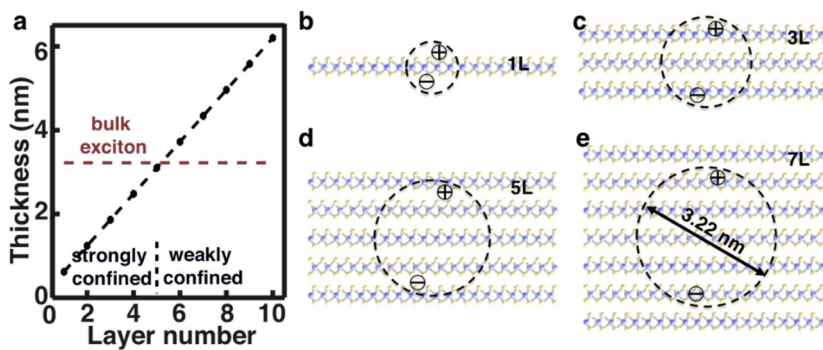 a
6
4
2
0
Thickness (nm)
bulk
exciton
strongly
confined
weakly
confined
0 2 4 6 8 10
Layer number
b
1L
+
−
c
3L
+
−
d
5L
+
−
e
7L
+
3.22 nm
−